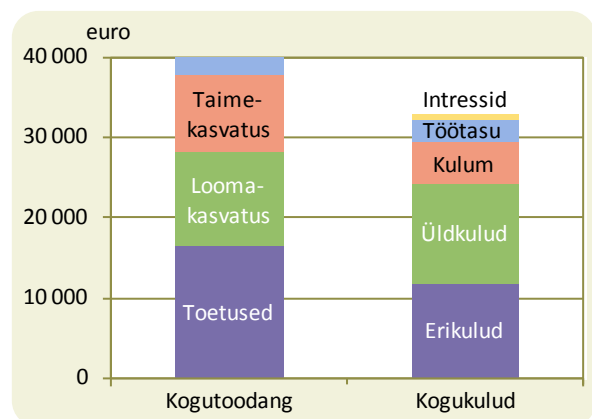 euro
40 000
30 000
20 000
10 000
0
Taime-
kasvatus
Looma-
kasvatus
Toetused
Intressid
Töötasu
Kulum
Üldkulud
Erikulud
Kogutoodang
Kogukulud